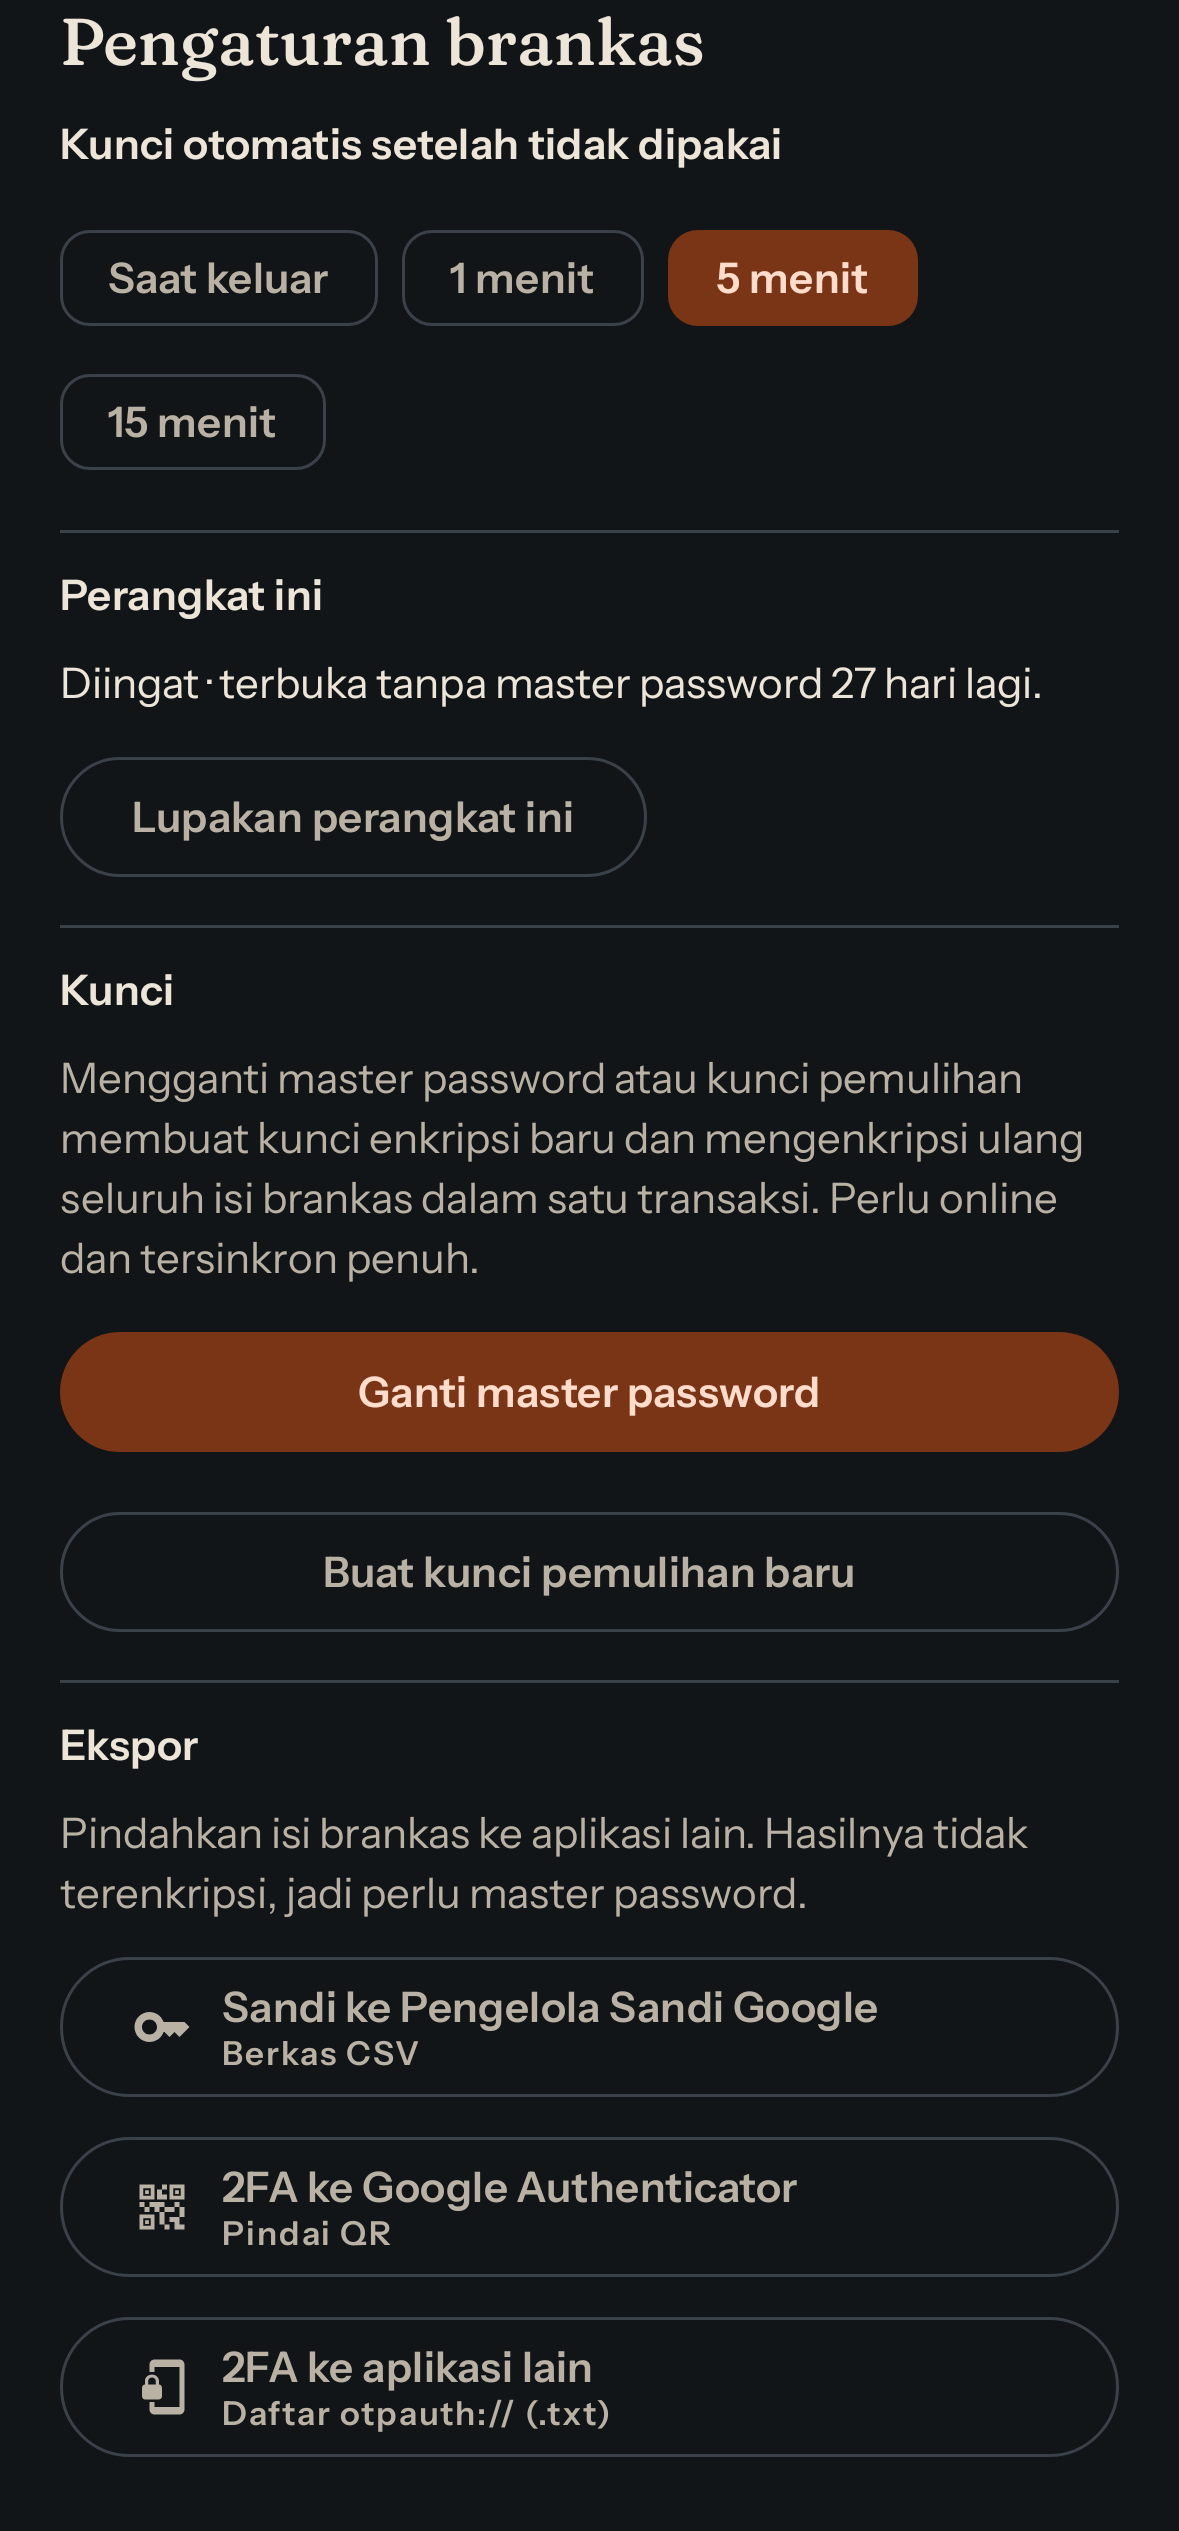 Pengaturan brankas
Kunci otomatis setelah tidak dipakai
Saat keluar
1 menit
5 menit
15 menit
Perangkat ini
Diingat · terbuka tanpa master password 27 hari lagi.
Lupakan perangkat ini
Kunci
Mengganti master password atau kunci pemulihan
membuat kunci enkripsi baru dan mengenkripsi ulang
seluruh isi brankas dalam satu transaksi. Perlu online
dan tersinkron penuh.
Ganti master password
Buat kunci pemulihan baru
Ekspor
Pindahkan isi brankas ke aplikasi lain. Hasilnya tidak
terenkripsi, jadi perlu master password.
Sandi ke Pengelola Sandi Google
Berkas CSV
2FA ke Google Authenticator
Pindai QR
2FA ke aplikasi lain
Daftar otpauth:// (.txt)